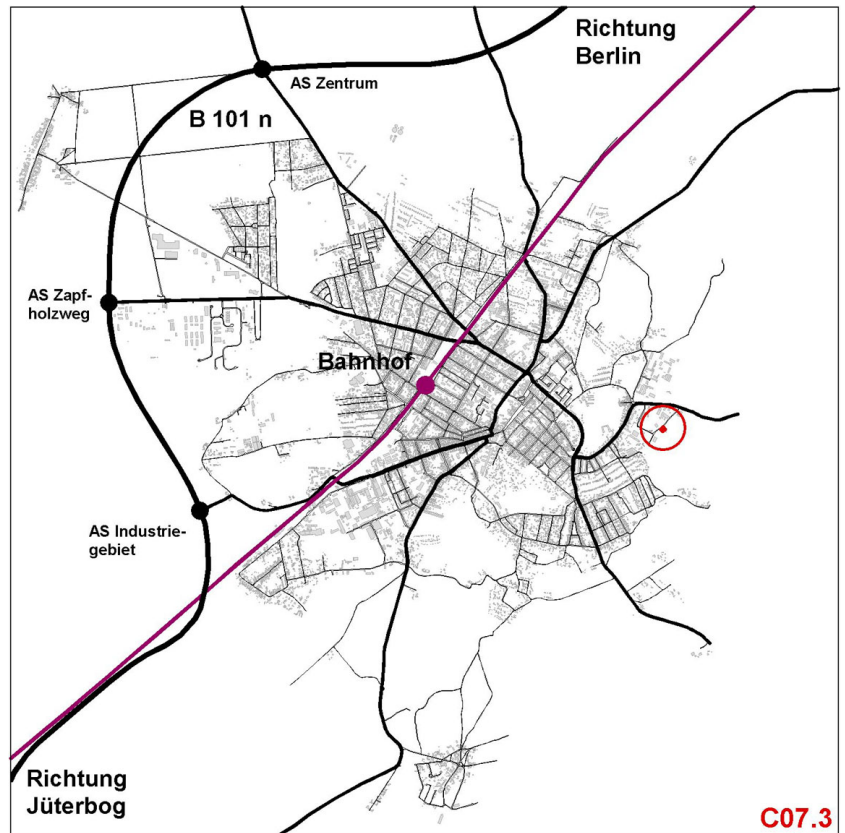 Richtung
Berlin
AS Zentrum
B 101 n
AS Zapf-
holzweg
Bahnhof
AS Industrie-
gebiet
Richtung
Jüterbog
C07.3